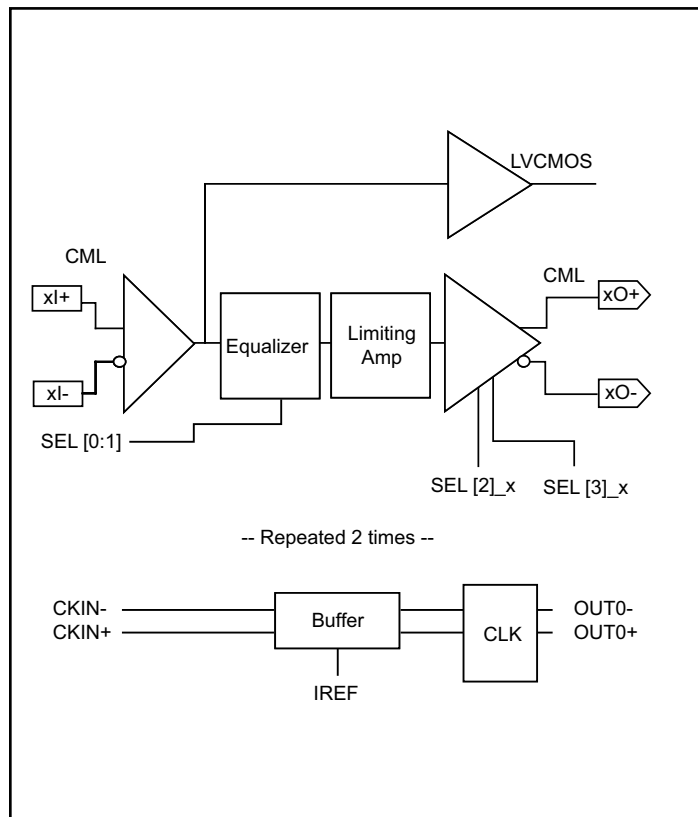 LVCMOS
CML
CML
xI+
xO+
Equalizer
Limiting
Amp
xI-
xO-
SEL [0:1]
SEL [2]_x
SEL [3]_x
-- Repeated 2 times --
CKIN-
OUT0-
Buffer
CKIN+
CLK
OUT0+
IREF